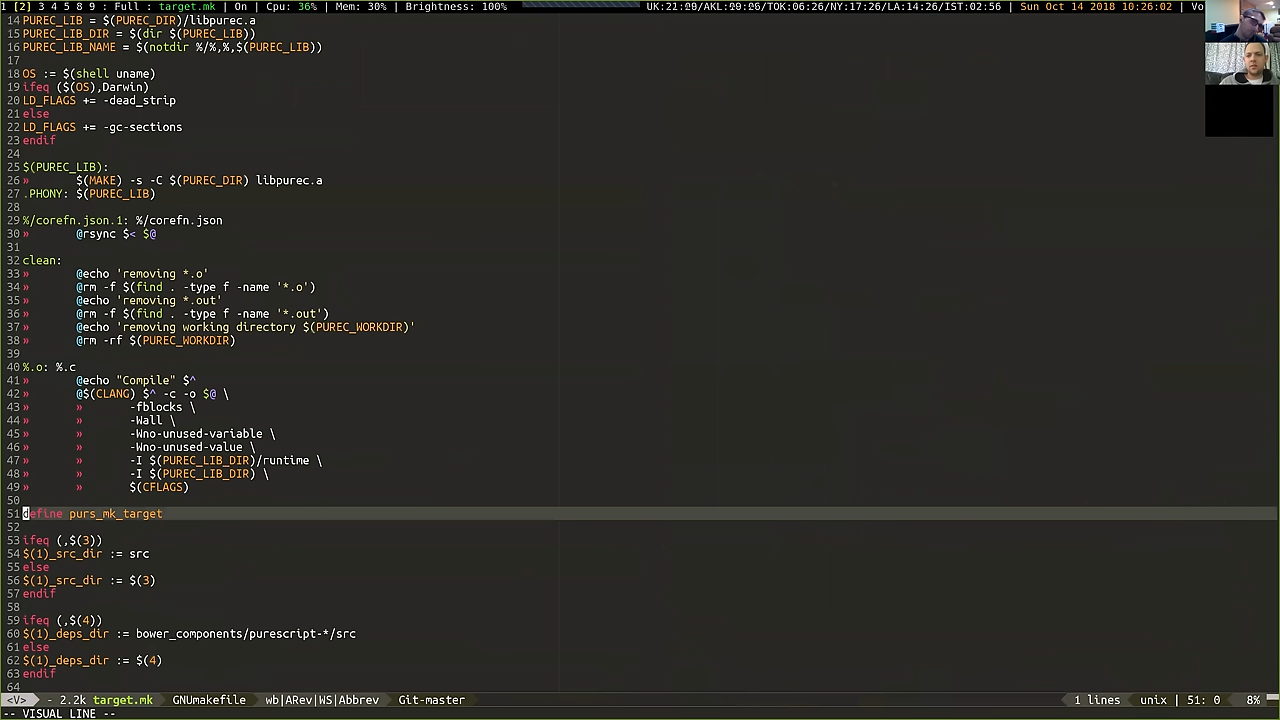 1 [2] 3 4 5 8 9 : Full : target.mk | On | Cpu: 36% | Mem: 30% | Brightness: 100% UK:21:26/AKL:09:26/TOK:06:26/NY:17:26/LA:14:26/IST:02:56 | Sun Oct 14 2018 10:26:02 | Vo
14 PUREC_LIB = $(PUREC_DIR)/libpurec.a
15 PUREC_LIB_DIR = $(dir $(PUREC_LIB))
16 PUREC_LIB_NAME = $(notdir %/%,%,$(PUREC_LIB))
17
18 OS := $(shell uname)
19 ifeq ($(OS),Darwin)
20 LD_FLAGS += -dead_strip
21 else
22 LD_FLAGS += -gc-sections
23 endif
24
25 $(PUREC_LIB):
26 » $(MAKE) -s -C $(PUREC_DIR) libpurec.a
27 .PHONY: $(PUREC_LIB)
28
29 %/corefn.json.1: %/corefn.json
30 » @rsync $< $@
31
32 clean:
33 » @echo 'removing *.o'
34 » @rm -f $(find . -type f -name '*.o')
35 » @echo 'removing *.out'
36 » @rm -f $(find . -type f -name '*.out')
37 » @echo 'removing working directory $(PUREC_WORKDIR)'
38 » @rm -rf $(PUREC_WORKDIR)
39
40 %.o: %.c
41 » @echo "Compile" $^
42 » @$(CLANG) $^ -c -o $@ \
43 » » -fblocks \
44 » » -Wall \
45 » » -Wno-unused-variable \
46 » » -Wno-unused-value \
47 » » -I $(PUREC_LIB_DIR)/runtime \
48 » » -I $(PUREC_LIB_DIR) \
49 » » $(CFLAGS)
50
51 define purs_mk_target
52
53 ifeq (,$(3))
54 $(1)_src_dir := src
55 else
56 $(1)_src_dir := $(3)
57 endif
58
59 ifeq (,$(4))
60 $(1)_deps_dir := bower_components/purescript-*/src
61 else
62 $(1)_deps_dir := $(4)
63 endif
64
<V> - 2.2k target.mk GNUmakefile wb|ARev|WS|Abbrev Git-master 1 lines unix | 51: 0 8%
-- VISUAL LINE --